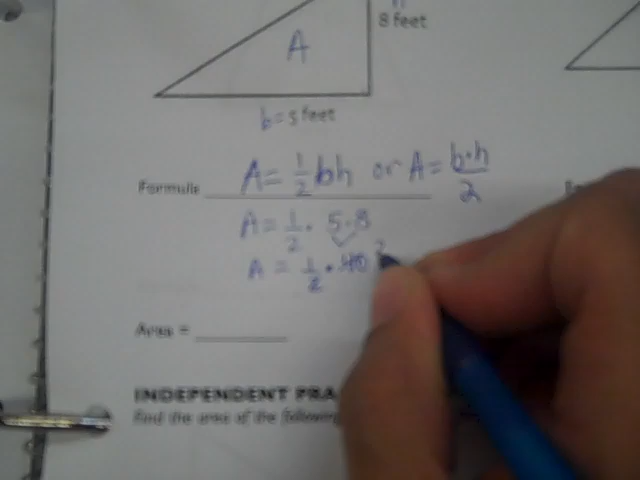 8 feet
A
b = 5 feet
Formula A = 1/2 bh or A = b·h/2
A = 1/2 · 5·8
A = 1/2 · 40
Area =
INDEPENDENT PRA
Find the area of the following